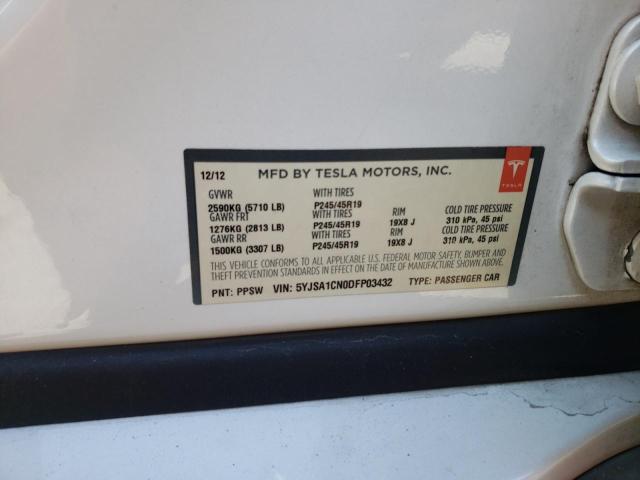 12/12 MFD BY TESLA MOTORS, INC.
TESLA
GVWR WITH TIRES
2590KG (5710 LB) P245/45R19 RIM COLD TIRE PRESSURE
GAWR FRT WITH TIRES 19X8 J 310 kPa, 45 psi
1276KG (2813 LB) P245/45R19 RIM COLD TIRE PRESSURE
GAWR RR WITH TIRES 19X8 J 310 kPa, 45 psi
1500KG (3307 LB) P245/45R19
THIS VEHICLE CONFORMS TO ALL APPLICABLE U.S. FEDERAL MOTOR SAFETY, BUMPER AND
THEFT PREVENTION STANDARDS IN EFFECT ON THE DATE OF MANUFACTURE SHOWN ABOVE.
PNT: PPSW VIN: 5YJSA1CN0DFP03432 TYPE: PASSENGER CAR